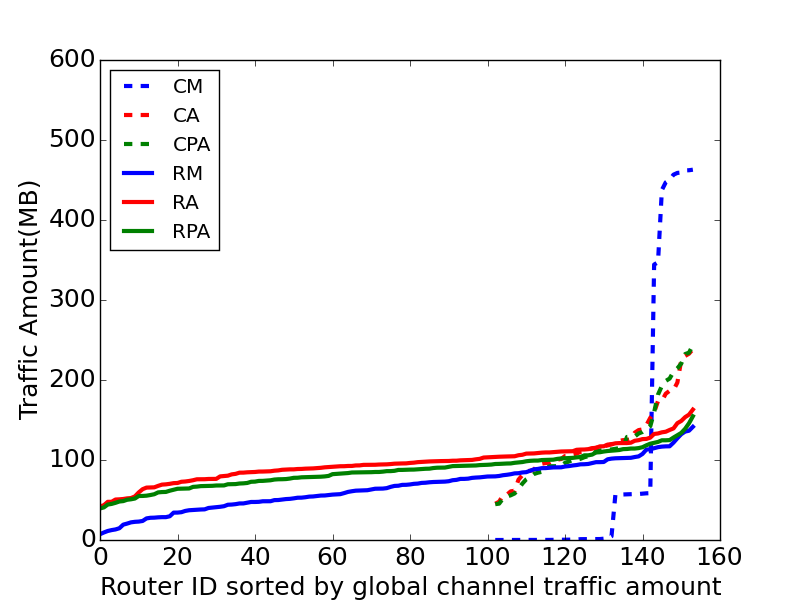 600
500
400
300
200
100
0
Traffic Amount(MB)
CM
CA
CPA
RM
RA
RPA
0 20 40 60 80 100 120 140 160
Router ID sorted by global channel traffic amount